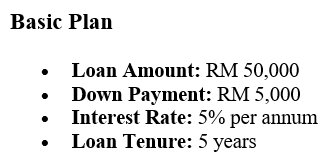 Basic Plan
• Loan Amount: RM 50,000
• Down Payment: RM 5,000
• Interest Rate: 5% per annum
• Loan Tenure: 5 years